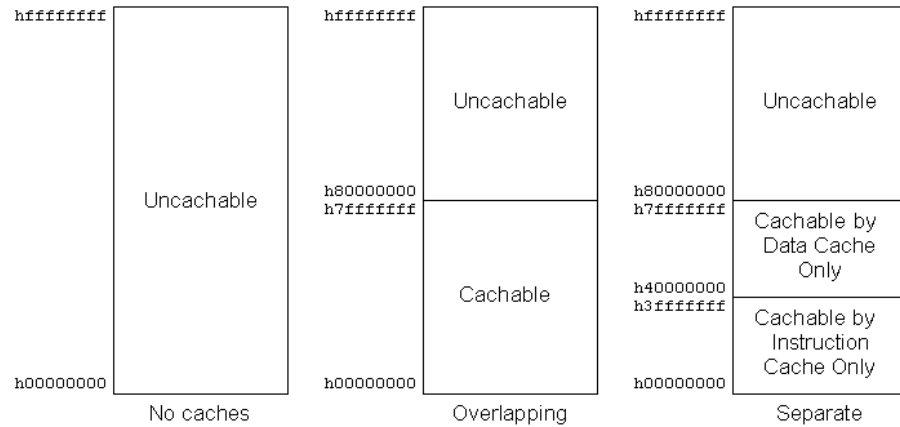 hffffffff
Uncachable
h00000000
No caches
hffffffff
Uncachable
h80000000
h7fffffff
Cachable
h00000000
Overlapping
hffffffff
Uncachable
h80000000
h7fffffff
Cachable by
Data Cache
Only
h40000000
h3fffffff
Cachable by
Instruction
Cache Only
h00000000
Separate